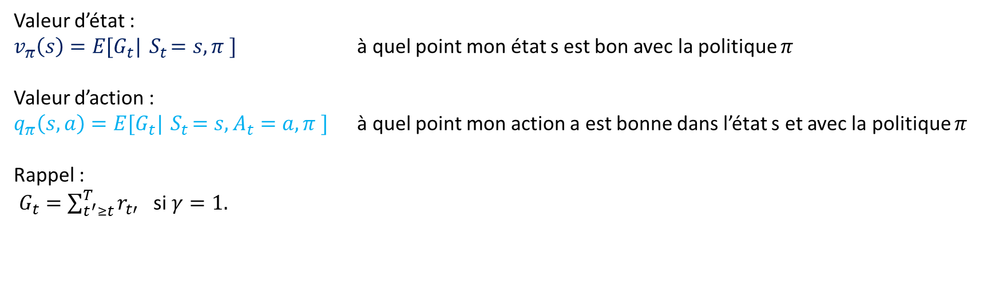 Valeur d’état :
$v_\pi(s) = E[G_t | S_t = s, \pi]$ à quel point mon état s est bon avec la politique $\pi$
Valeur d’action :
$q_\pi(s, a) = E[G_t | S_t = s, A_t = a, \pi]$ à quel point mon action a est bonne dans l’état s et avec la politique $\pi$
Rappel :
$G_t = \sum_{t' \geq t}^{T} r_{t'}$ si $\gamma = 1.$